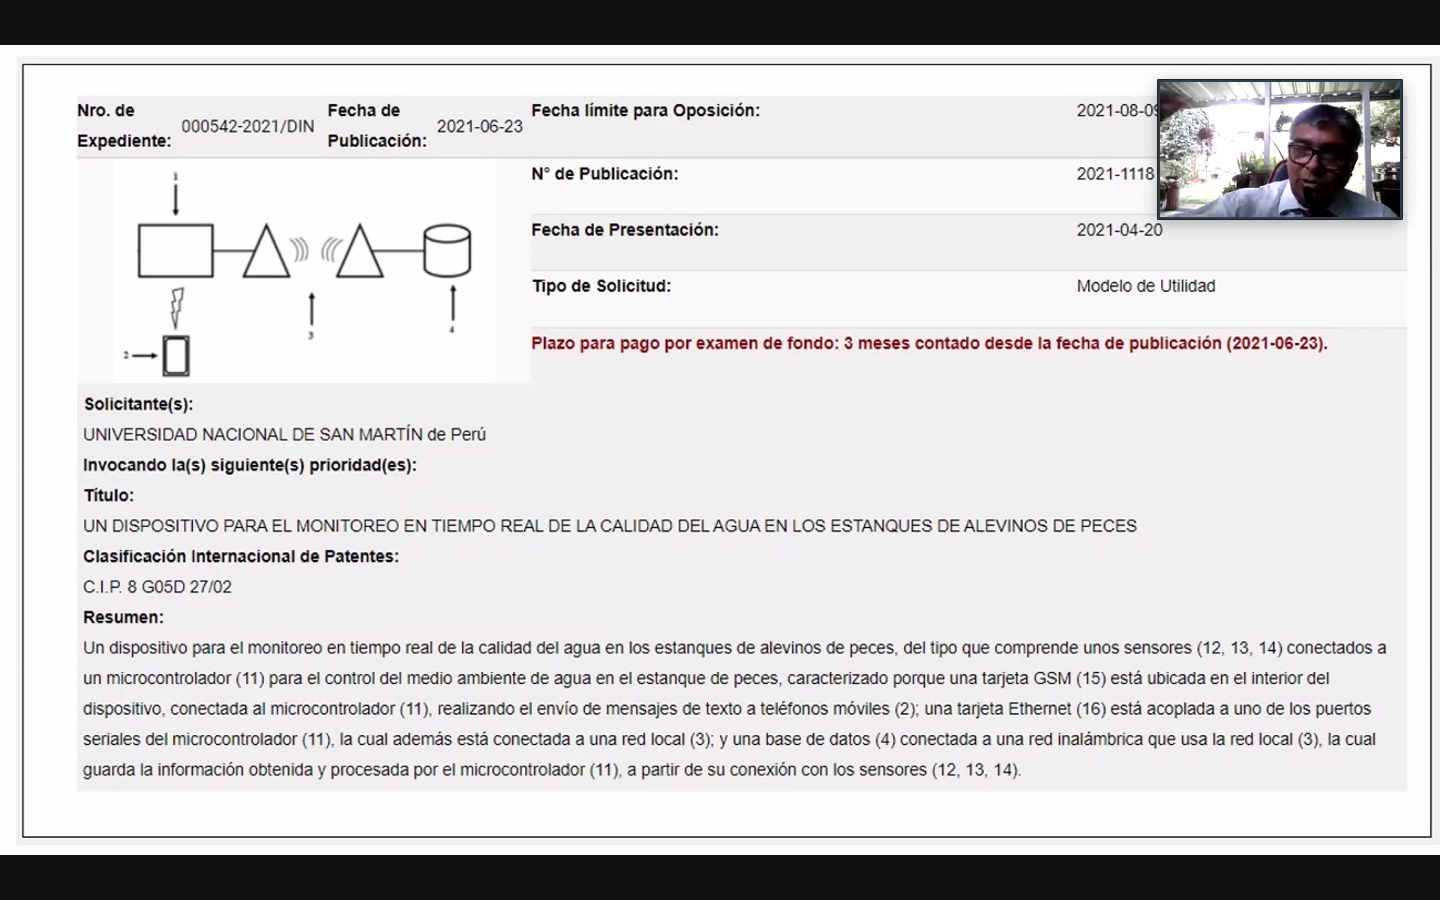 Nro. de Expediente: 000542-2021/DIN
Fecha de Publicación: 2021-06-23
Fecha límite para Oposición:
N° de Publicación: 2021-1118
Fecha de Presentación: 2021-04-20
Tipo de Solicitud: Modelo de Utilidad
Plazo para pago por examen de fondo: 3 meses contado desde la fecha de publicación (2021-06-23).
1
2
3
4
Solicitante(s):
UNIVERSIDAD NACIONAL DE SAN MARTÍN de Perú
Invocando la(s) siguiente(s) prioridad(es):
Título:
UN DISPOSITIVO PARA EL MONITOREO EN TIEMPO REAL DE LA CALIDAD DEL AGUA EN LOS ESTANQUES DE ALEVINOS DE PECES
Clasificación Internacional de Patentes:
C.I.P. 8 G05D 27/02
Resumen:
Un dispositivo para el monitoreo en tiempo real de la calidad del agua en los estanques de alevinos de peces, del tipo que comprende unos sensores (12, 13, 14) conectados a
un microcontrolador (11) para el control del medio ambiente de agua en el estanque de peces, caracterizado porque una tarjeta GSM (15) está ubicada en el interior del
dispositivo, conectada al microcontrolador (11), realizando el envío de mensajes de texto a teléfonos móviles (2); una tarjeta Ethernet (16) está acoplada a uno de los puertos
seriales del microcontrolador (11), la cual además está conectada a una red local (3); y una base de datos (4) conectada a una red inalámbrica que usa la red local (3), la cual
guarda la información obtenida y procesada por el microcontrolador (11), a partir de su conexión con los sensores (12, 13, 14).